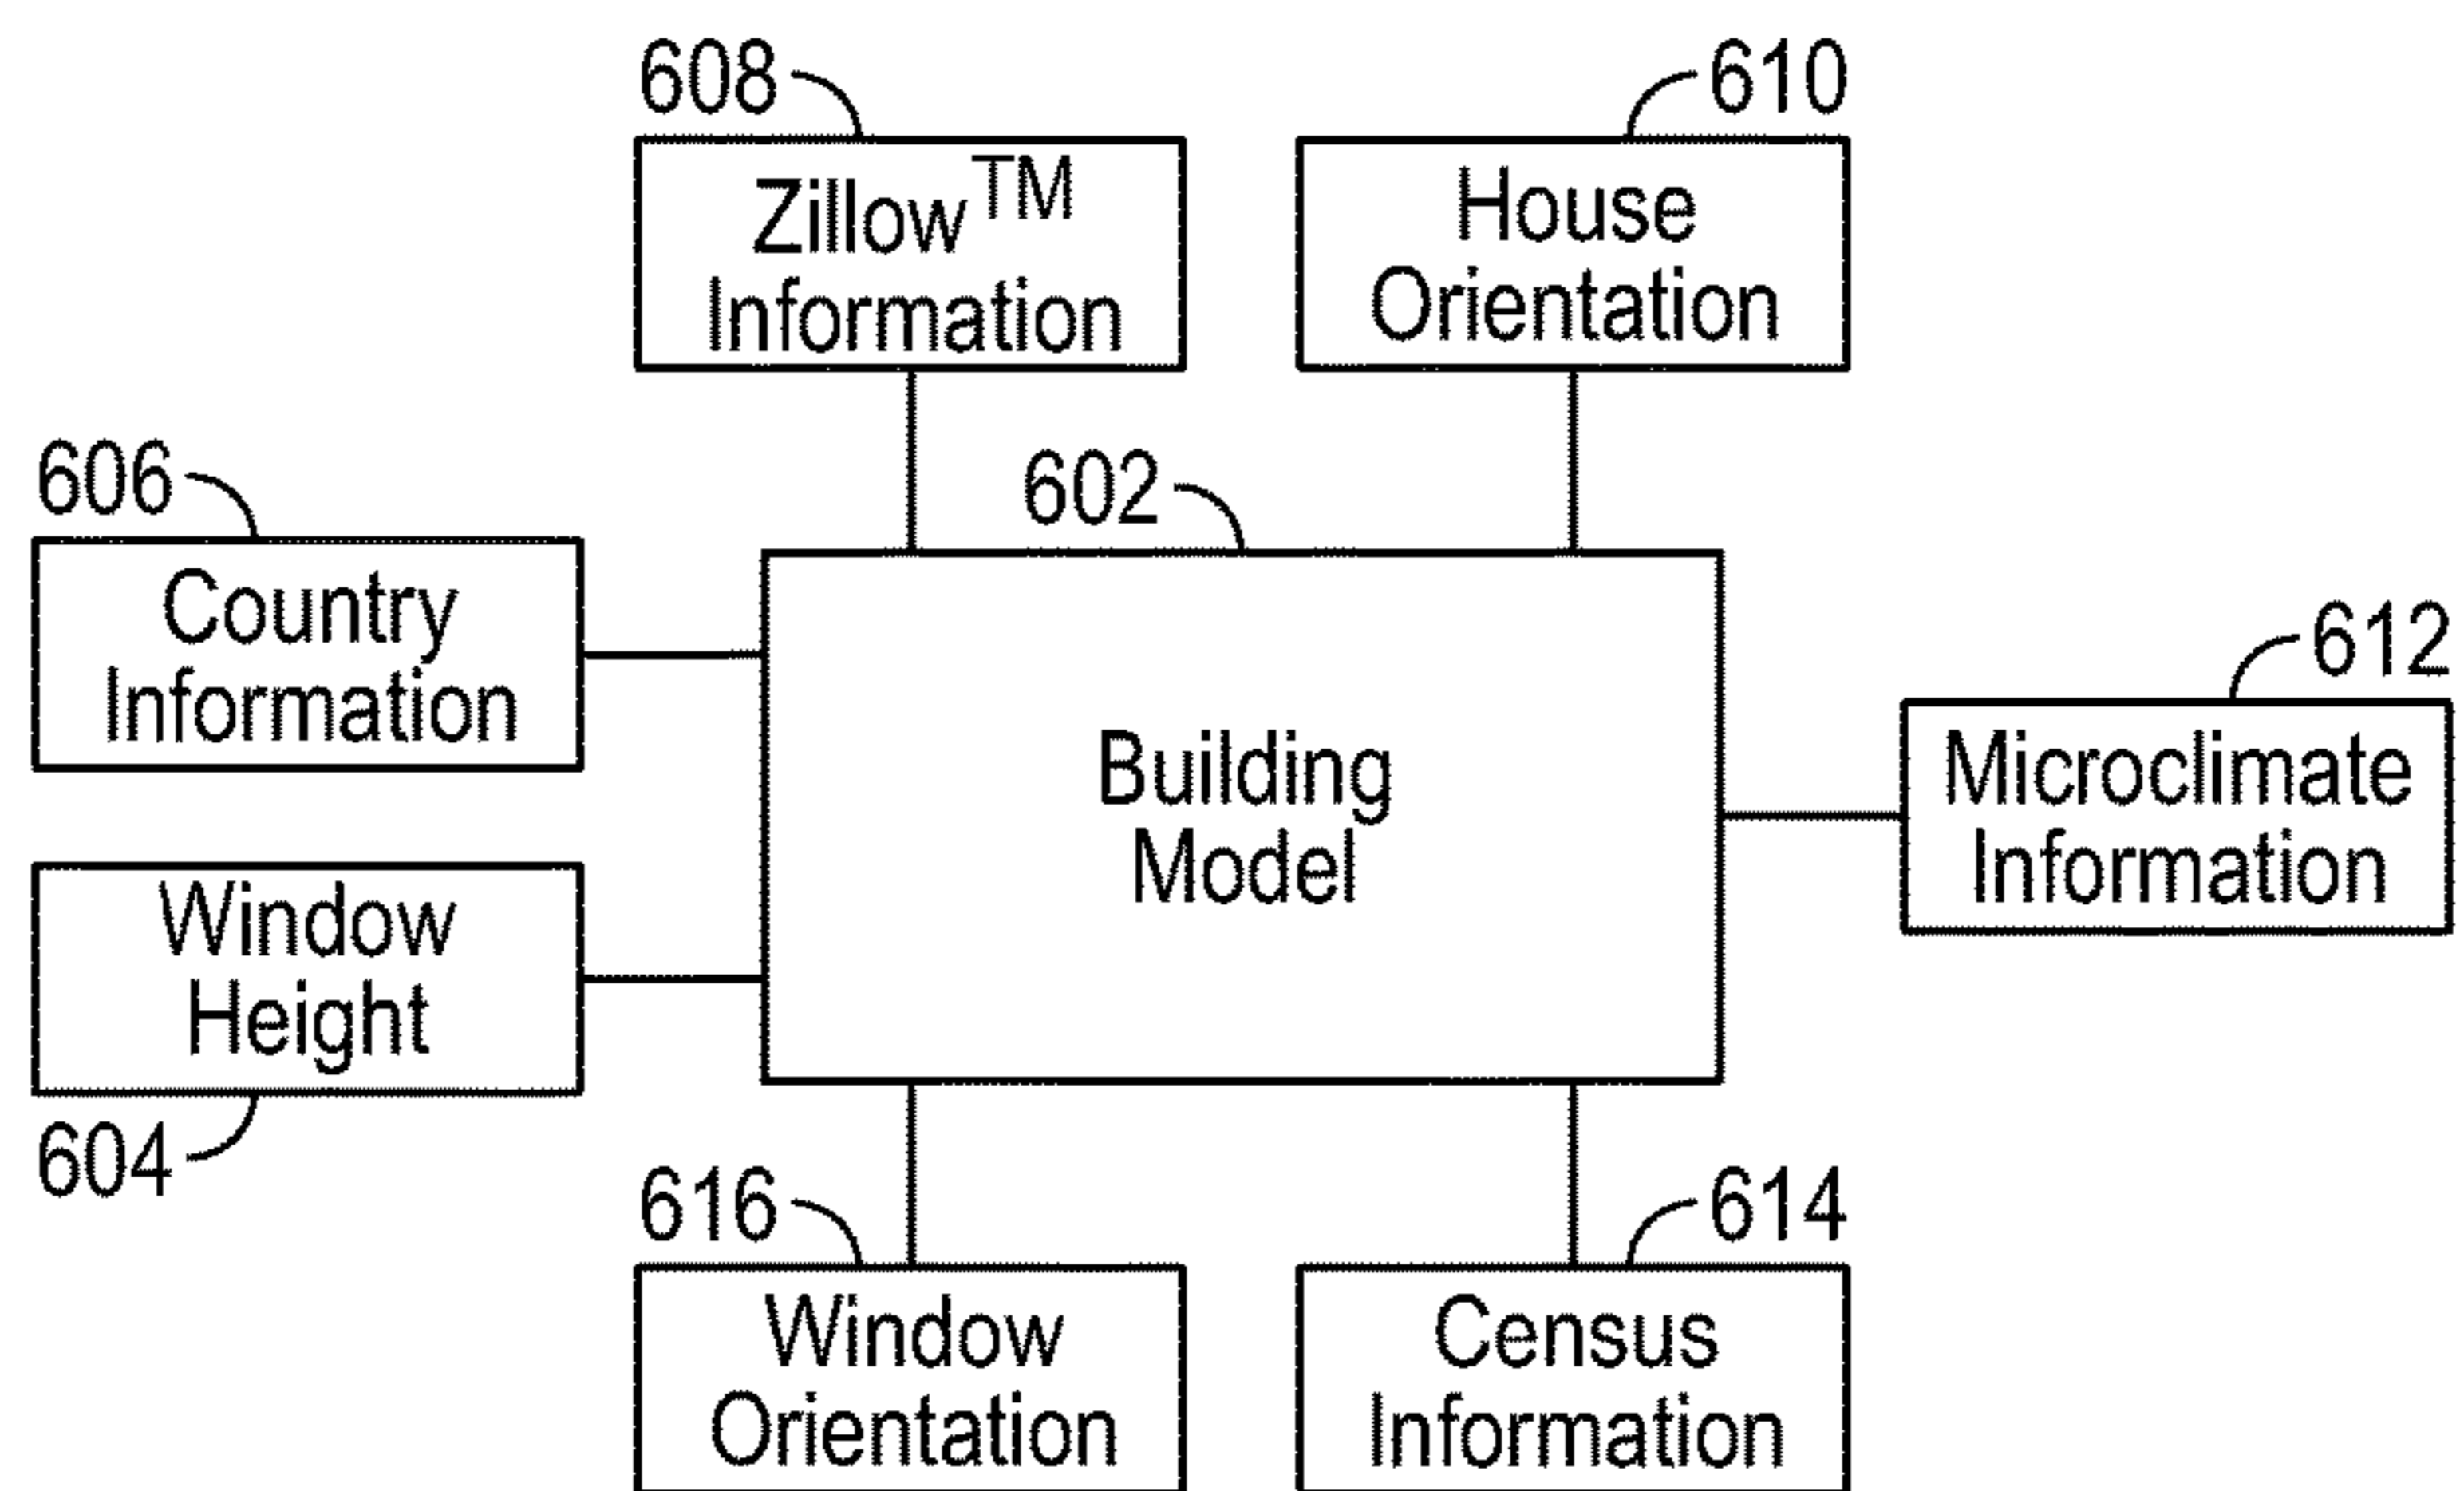 608
610
Zillow™
Information
House
Orientation
606
602
Country
Information
612
Building
Model
Microclimate
Information
Window
Height
604
616
614
Window
Orientation
Census
Information